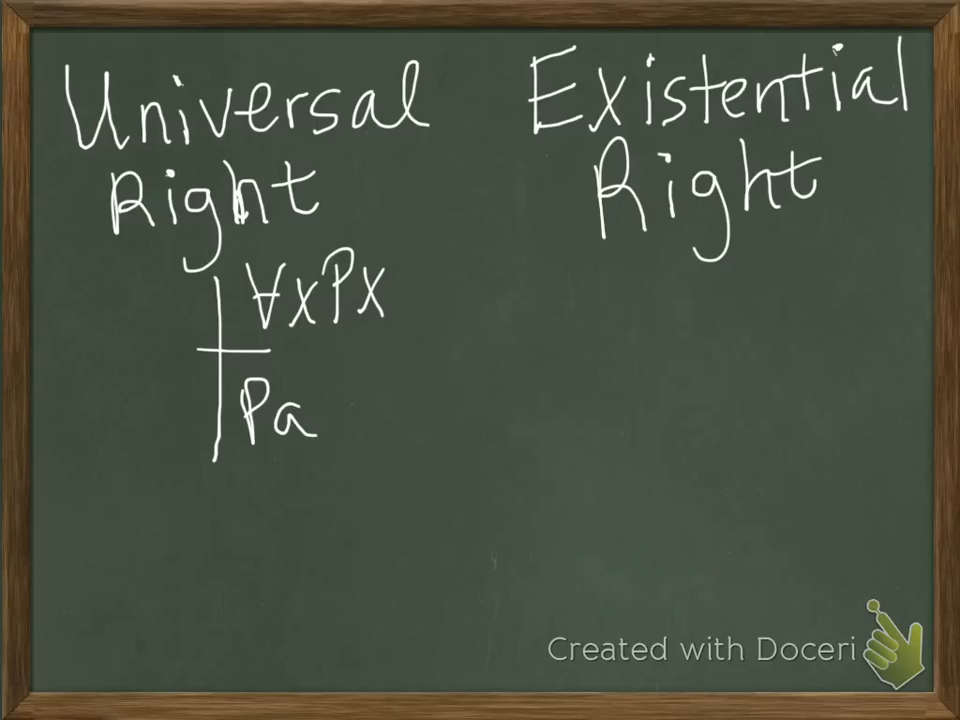 Universal
Right
∀xPx
Pa
Existential
Right
Created with Doceri